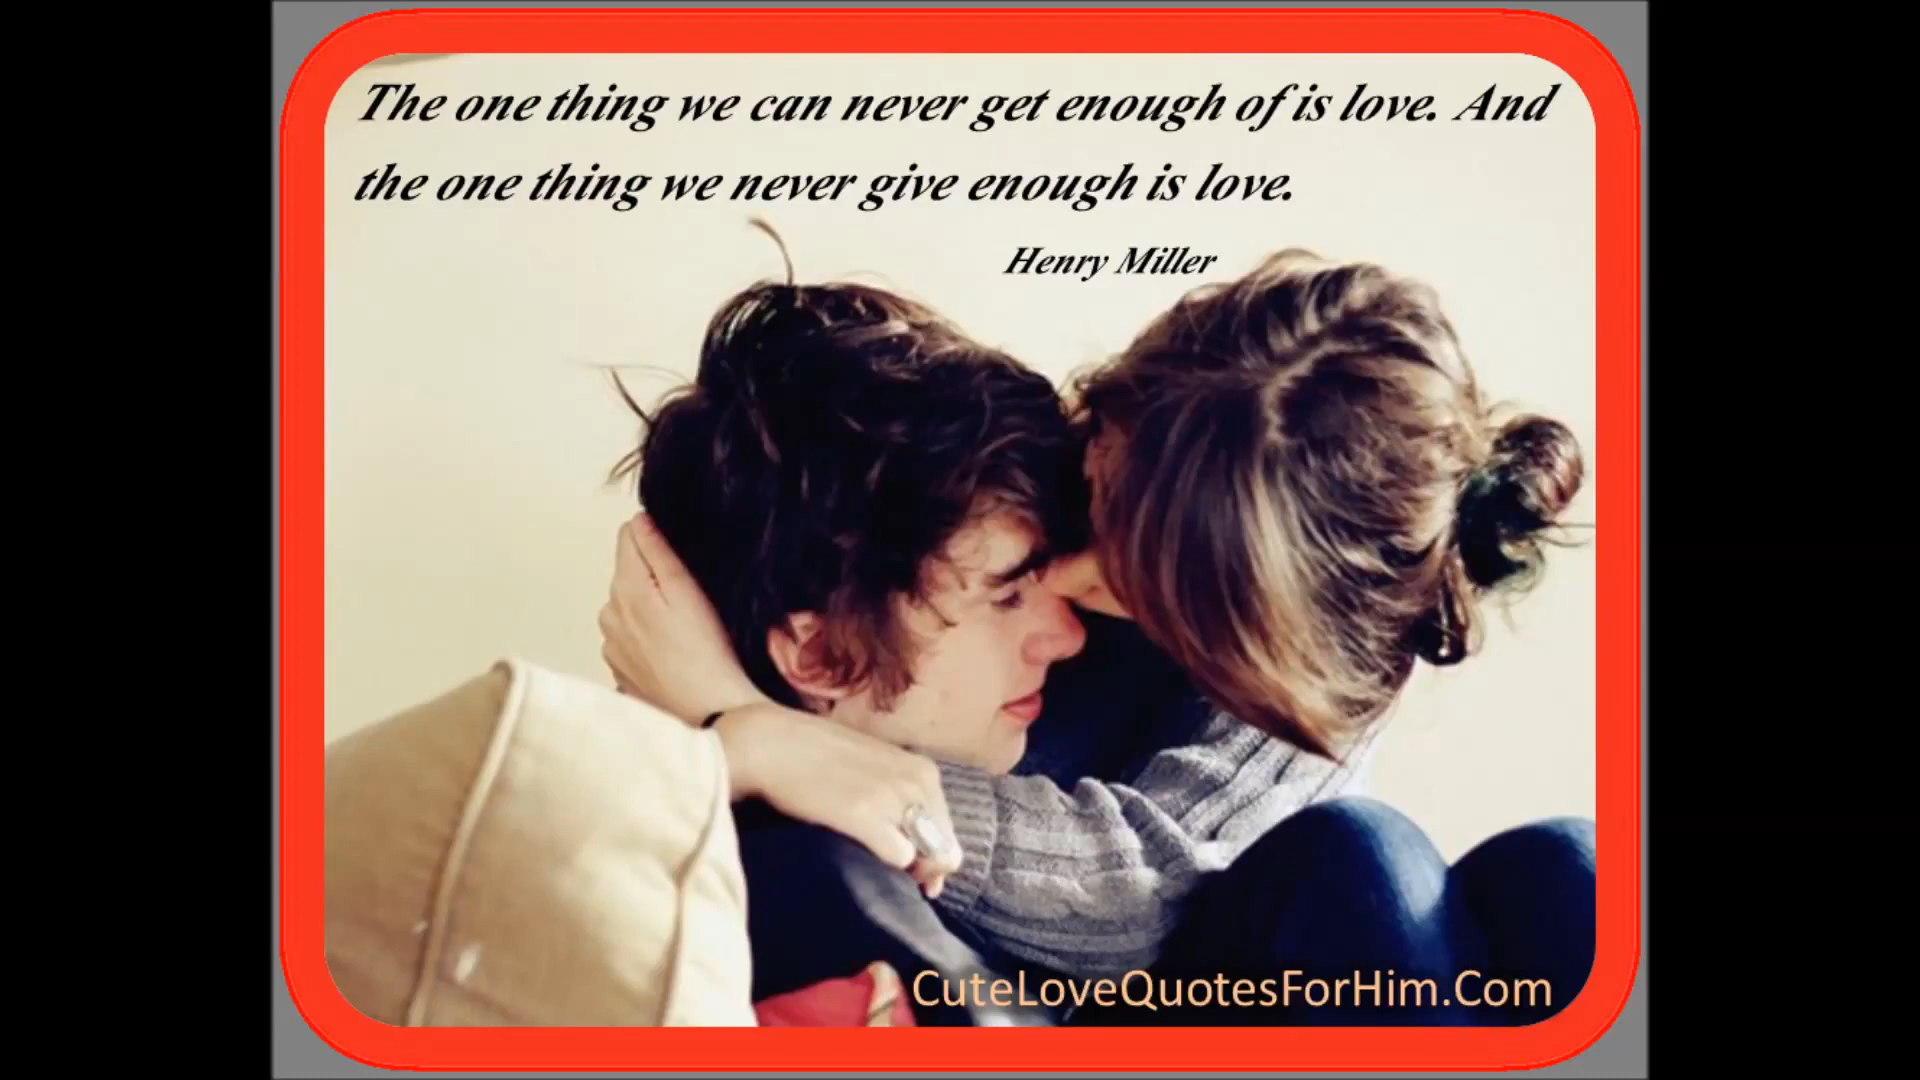 The one thing we can never get enough of is love. And
the one thing we never give enough is love.
Henry Miller
CuteLoveQuotesForHim.Com